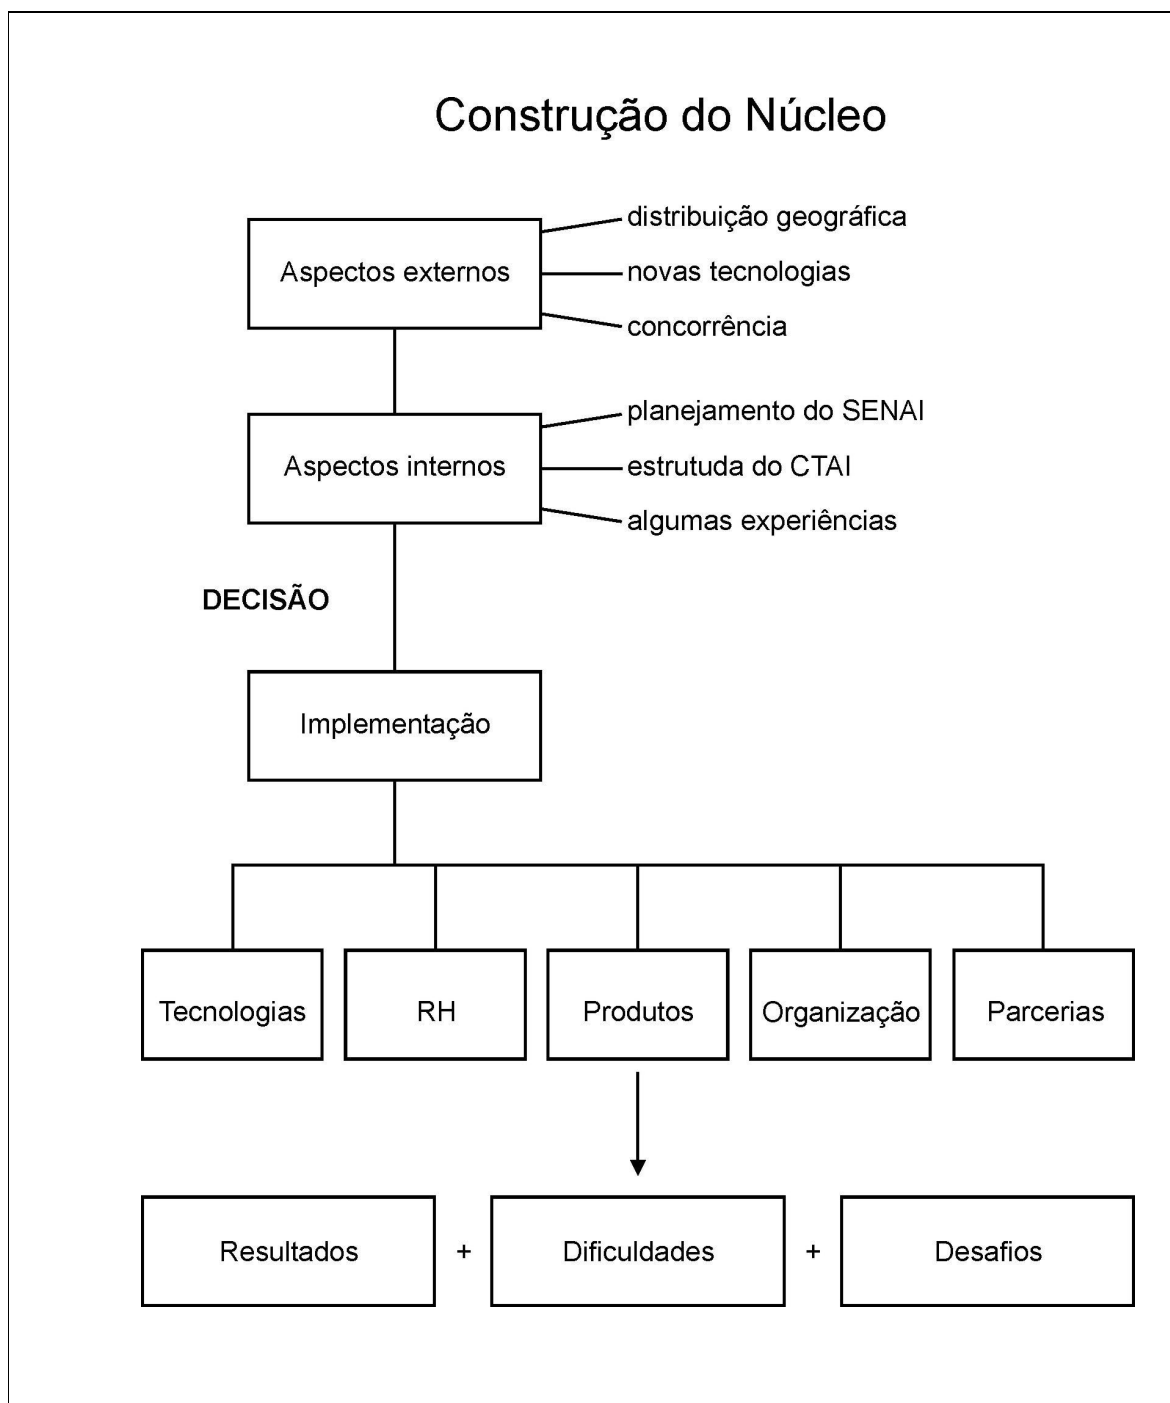 Construção do Núcleo
distribuição geográfica
Aspectos externos
novas tecnologias
concorrência
planejamento do SENAI
Aspectos internos
estrutuda do CTAI
algumas experiências
DECISÃO
Implementação
Tecnologias
RH
Produtos
Organização
Parcerias
Resultados + Dificuldades + Desafios